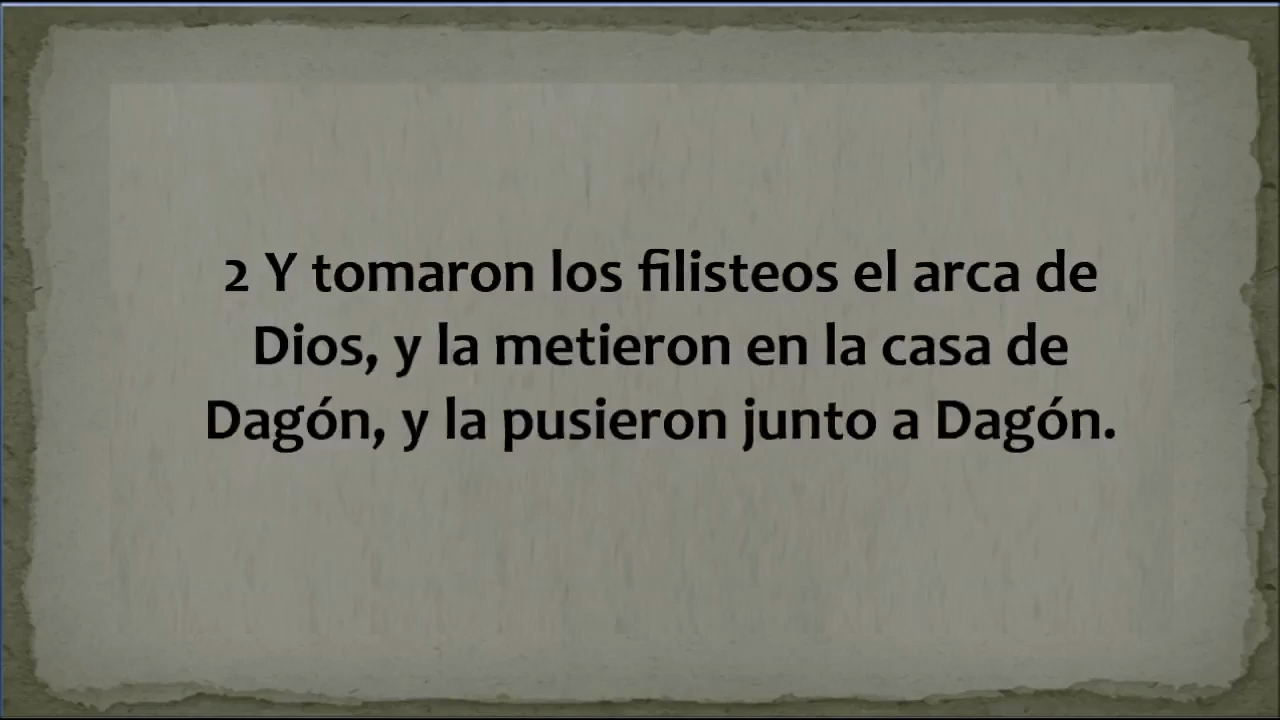 2 Y tomaron los filisteos el arca de
Dios, y la metieron en la casa de
Dagón, y la pusieron junto a Dagón.